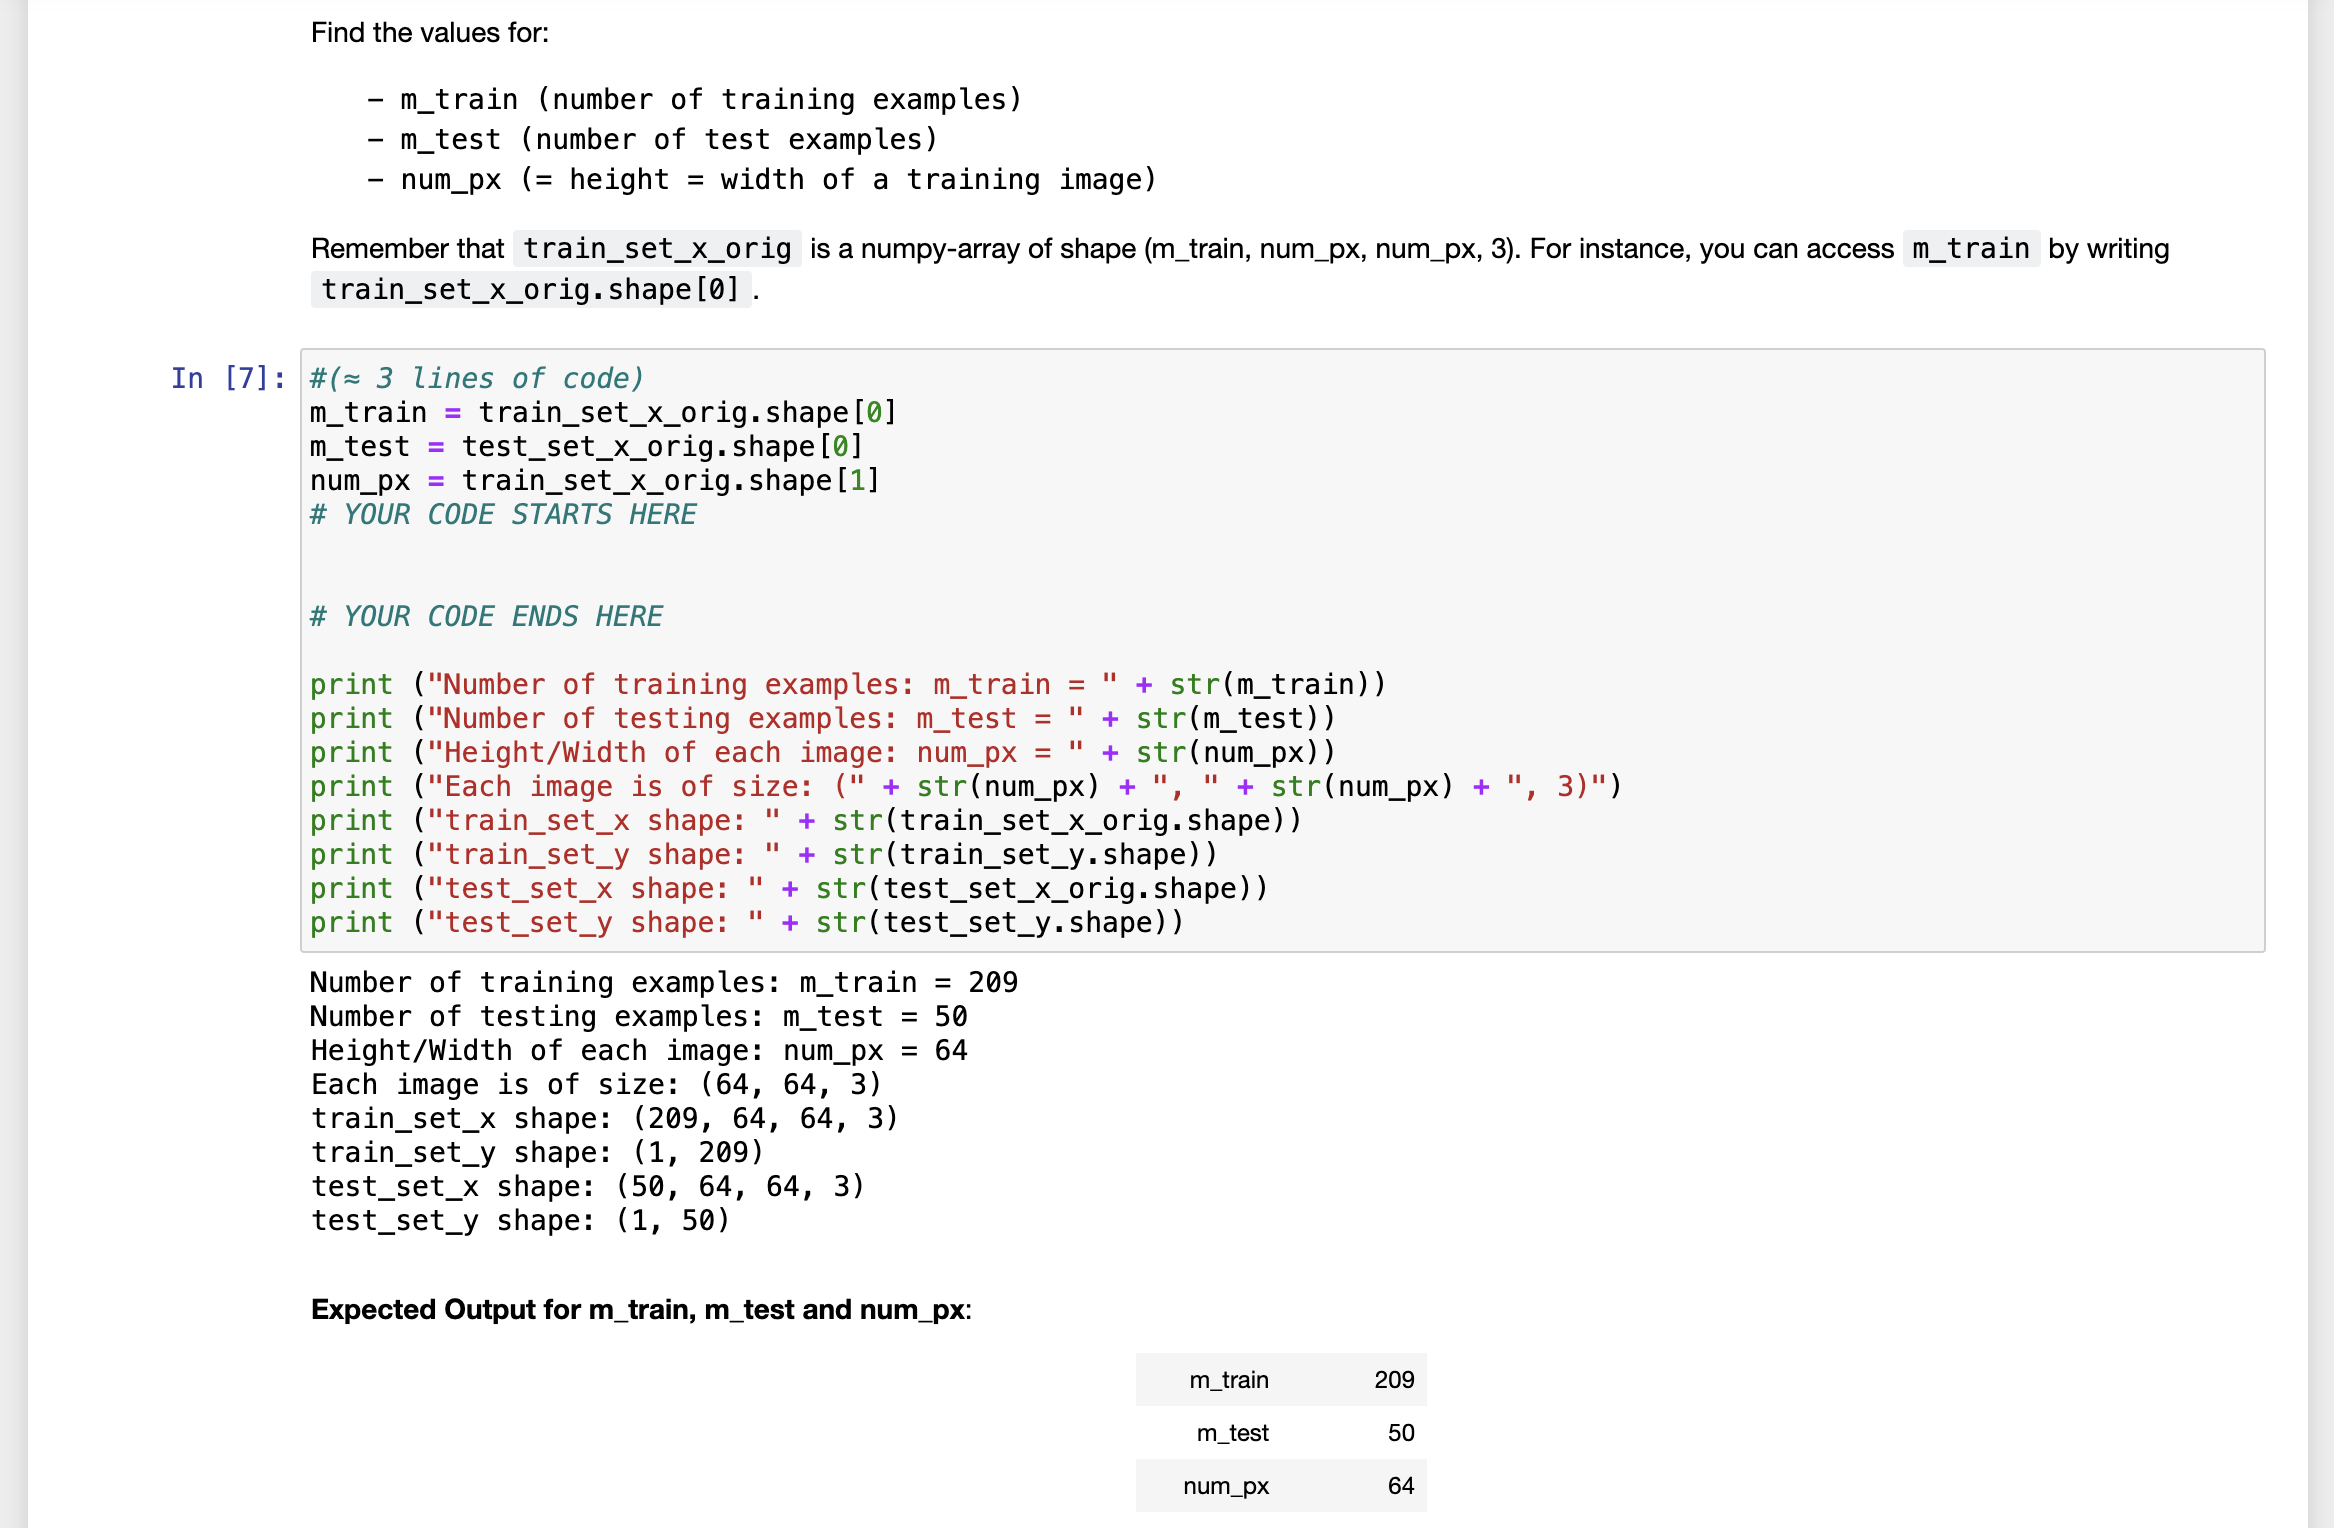 Find the values for:
– m_train (number of training examples)
– m_test (number of test examples)
– num_px (= height = width of a training image)
Remember that train_set_x_orig is a numpy-array of shape (m_train, num_px, num_px, 3). For instance, you can access m_train by writing
train_set_x_orig.shape[0] .
In [7]: #(≈ 3 lines of code)
m_train = train_set_x_orig.shape[0]
m_test = test_set_x_orig.shape[0]
num_px = train_set_x_orig.shape[1]
# YOUR CODE STARTS HERE
# YOUR CODE ENDS HERE
print ("Number of training examples: m_train = " + str(m_train))
print ("Number of testing examples: m_test = " + str(m_test))
print ("Height/Width of each image: num_px = " + str(num_px))
print ("Each image is of size: (" + str(num_px) + ", " + str(num_px) + ", 3)")
print ("train_set_x shape: " + str(train_set_x_orig.shape))
print ("train_set_y shape: " + str(train_set_y.shape))
print ("test_set_x shape: " + str(test_set_x_orig.shape))
print ("test_set_y shape: " + str(test_set_y.shape))
Number of training examples: m_train = 209
Number of testing examples: m_test = 50
Height/Width of each image: num_px = 64
Each image is of size: (64, 64, 3)
train_set_x shape: (209, 64, 64, 3)
train_set_y shape: (1, 209)
test_set_x shape: (50, 64, 64, 3)
test_set_y shape: (1, 50)
Expected Output for m_train, m_test and num_px:
m_train 209
m_test 50
num_px 64